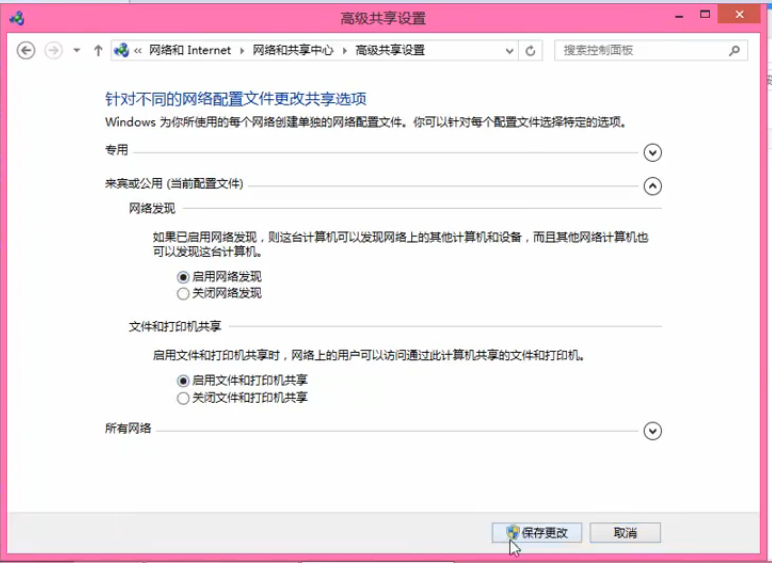 高级共享设置
« 网络和 Internet › 网络和共享中心 › 高级共享设置
搜索控制面板
针对不同的网络配置文件更改共享选项
Windows 为你所使用的每个网络创建单独的网络配置文件。你可以针对每个配置文件选择特定的选项。
专用
来宾或公用 (当前配置文件)
网络发现
如果已启用网络发现，则这台计算机可以发现网络上的其他计算机和设备，而且其他网络计算机也
可以发现这台计算机。
启用网络发现
关闭网络发现
文件和打印机共享
启用文件和打印机共享时，网络上的用户可以访问通过此计算机共享的文件和打印机。
启用文件和打印机共享
关闭文件和打印机共享
所有网络
保存更改
取消